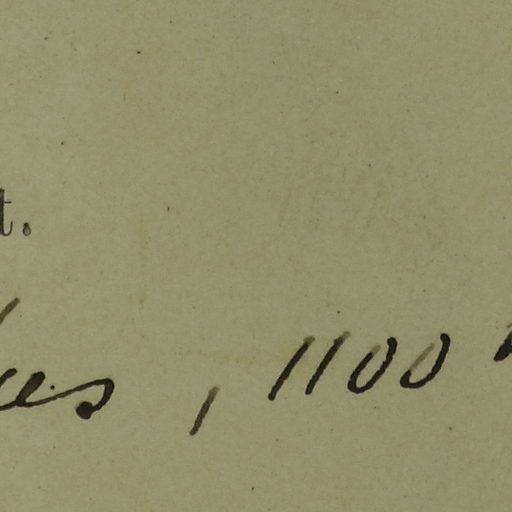 t.
es, 1100